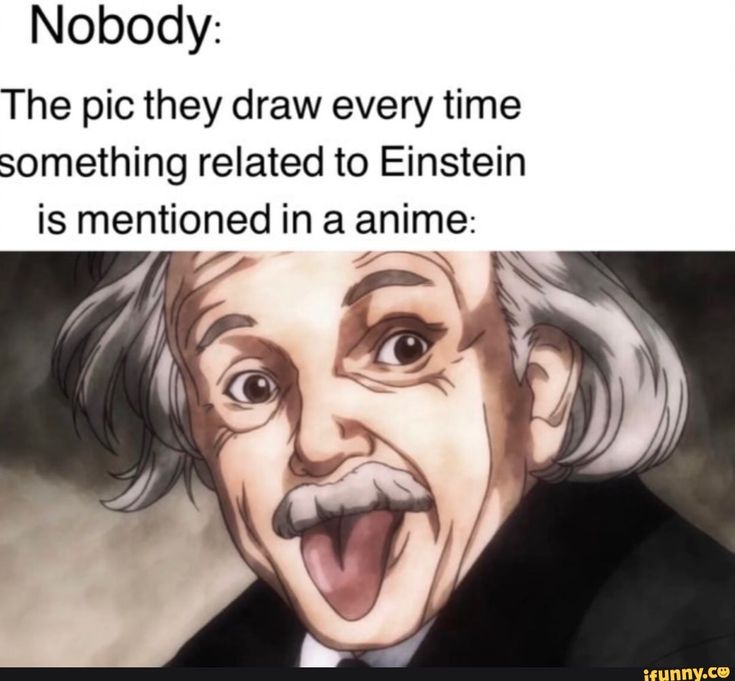 Nobody:
The pic they draw every time
something related to Einstein
is mentioned in a anime:
ifunny.co